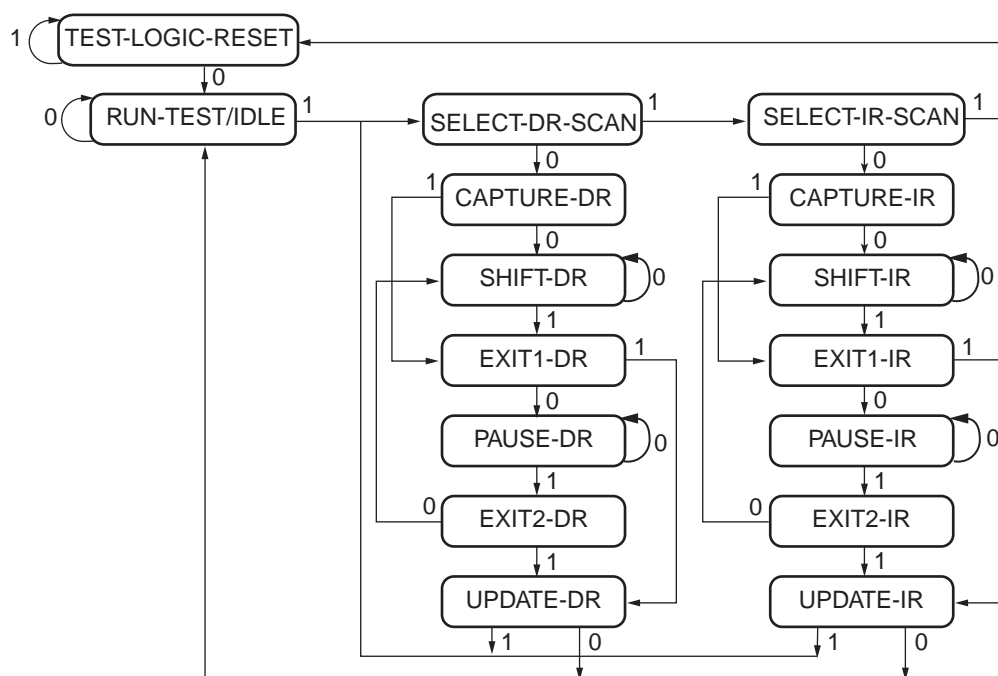 1
TEST-LOGIC-RESET
0
0
RUN-TEST/IDLE
1
SELECT-DR-SCAN
1
SELECT-IR-SCAN
1
0
0
1
CAPTURE-DR
1
CAPTURE-IR
0
0
SHIFT-DR
0
SHIFT-IR
0
1
1
EXIT1-DR
1
EXIT1-IR
1
0
0
PAUSE-DR
0
PAUSE-IR
0
1
1
0
EXIT2-DR
0
EXIT2-IR
1
1
UPDATE-DR
UPDATE-IR
1
0
1
0